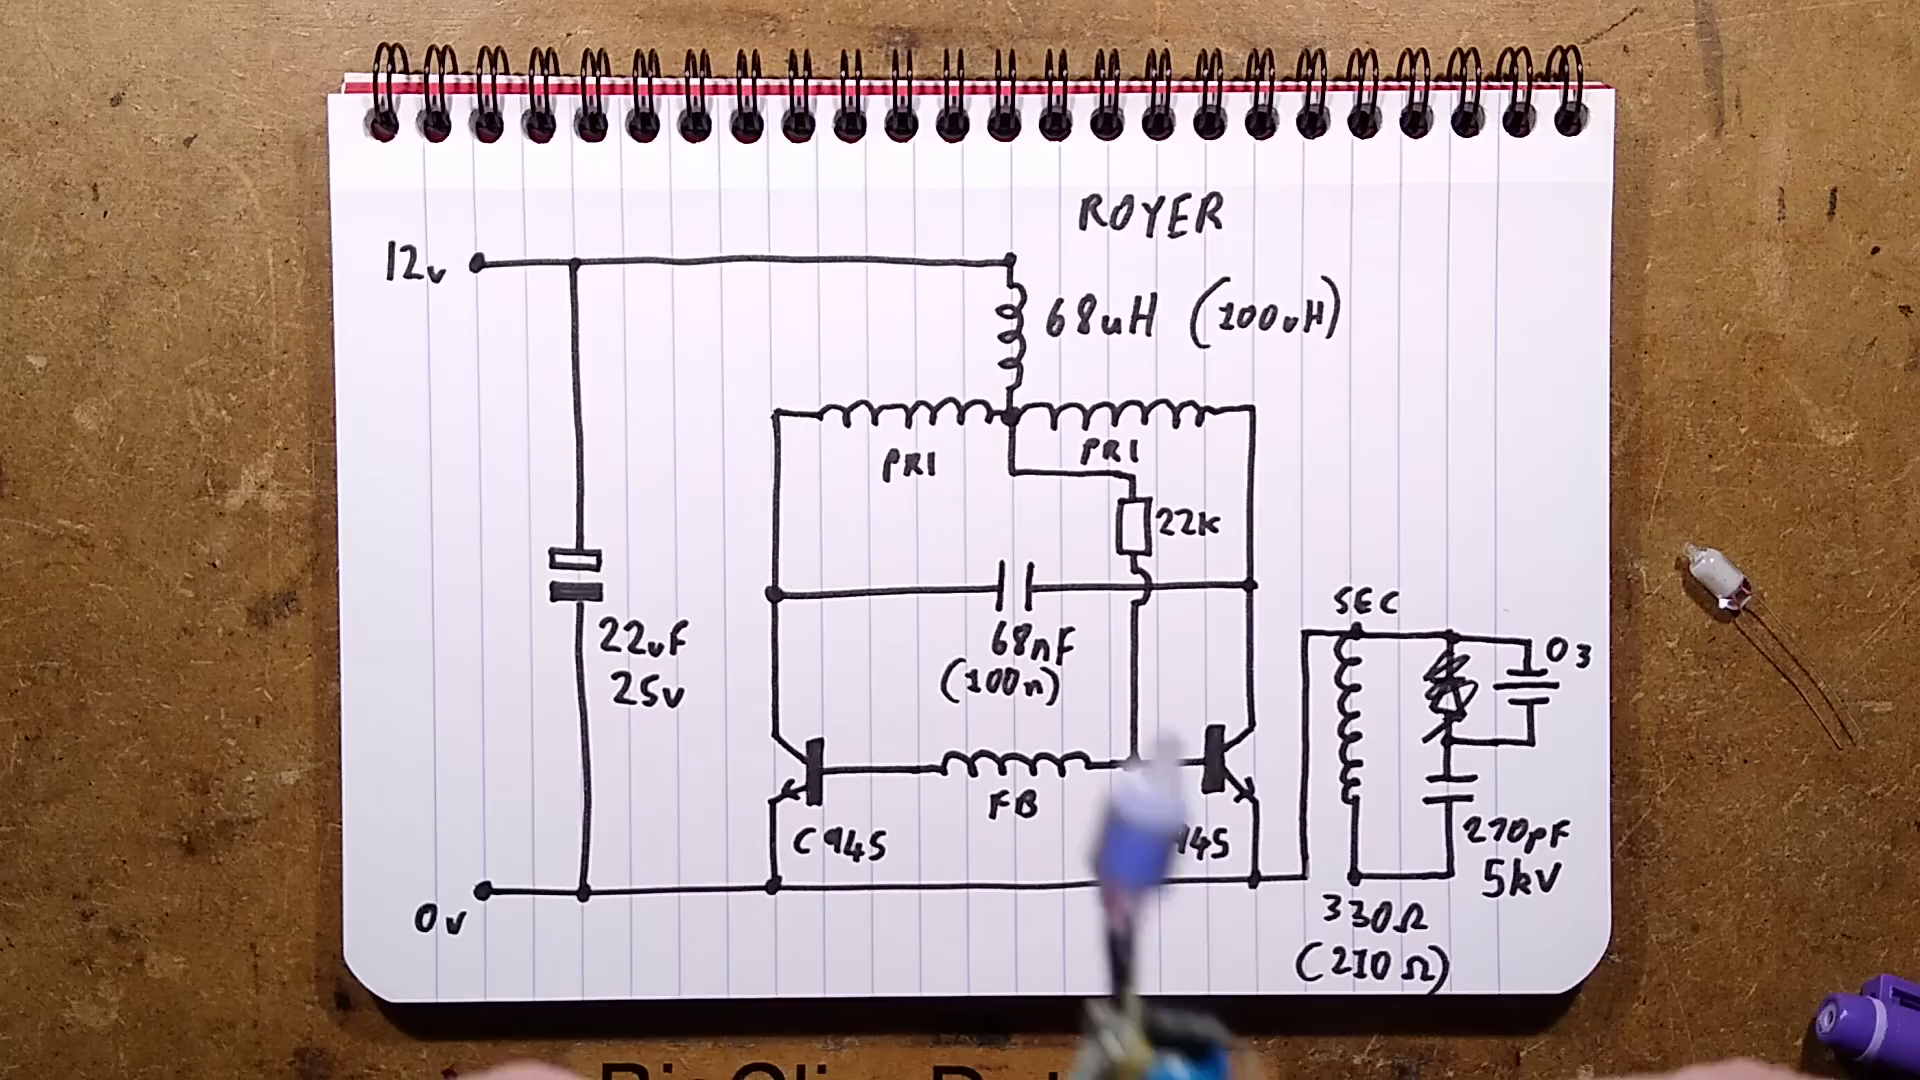 ROYER
12v
68uH (100uH)
PRI
PRI
22k
SEC
O3
68nF
(100n)
22uF
25v
FB
C945
945
270pF
5kV
0v
330Ω
(210Ω)